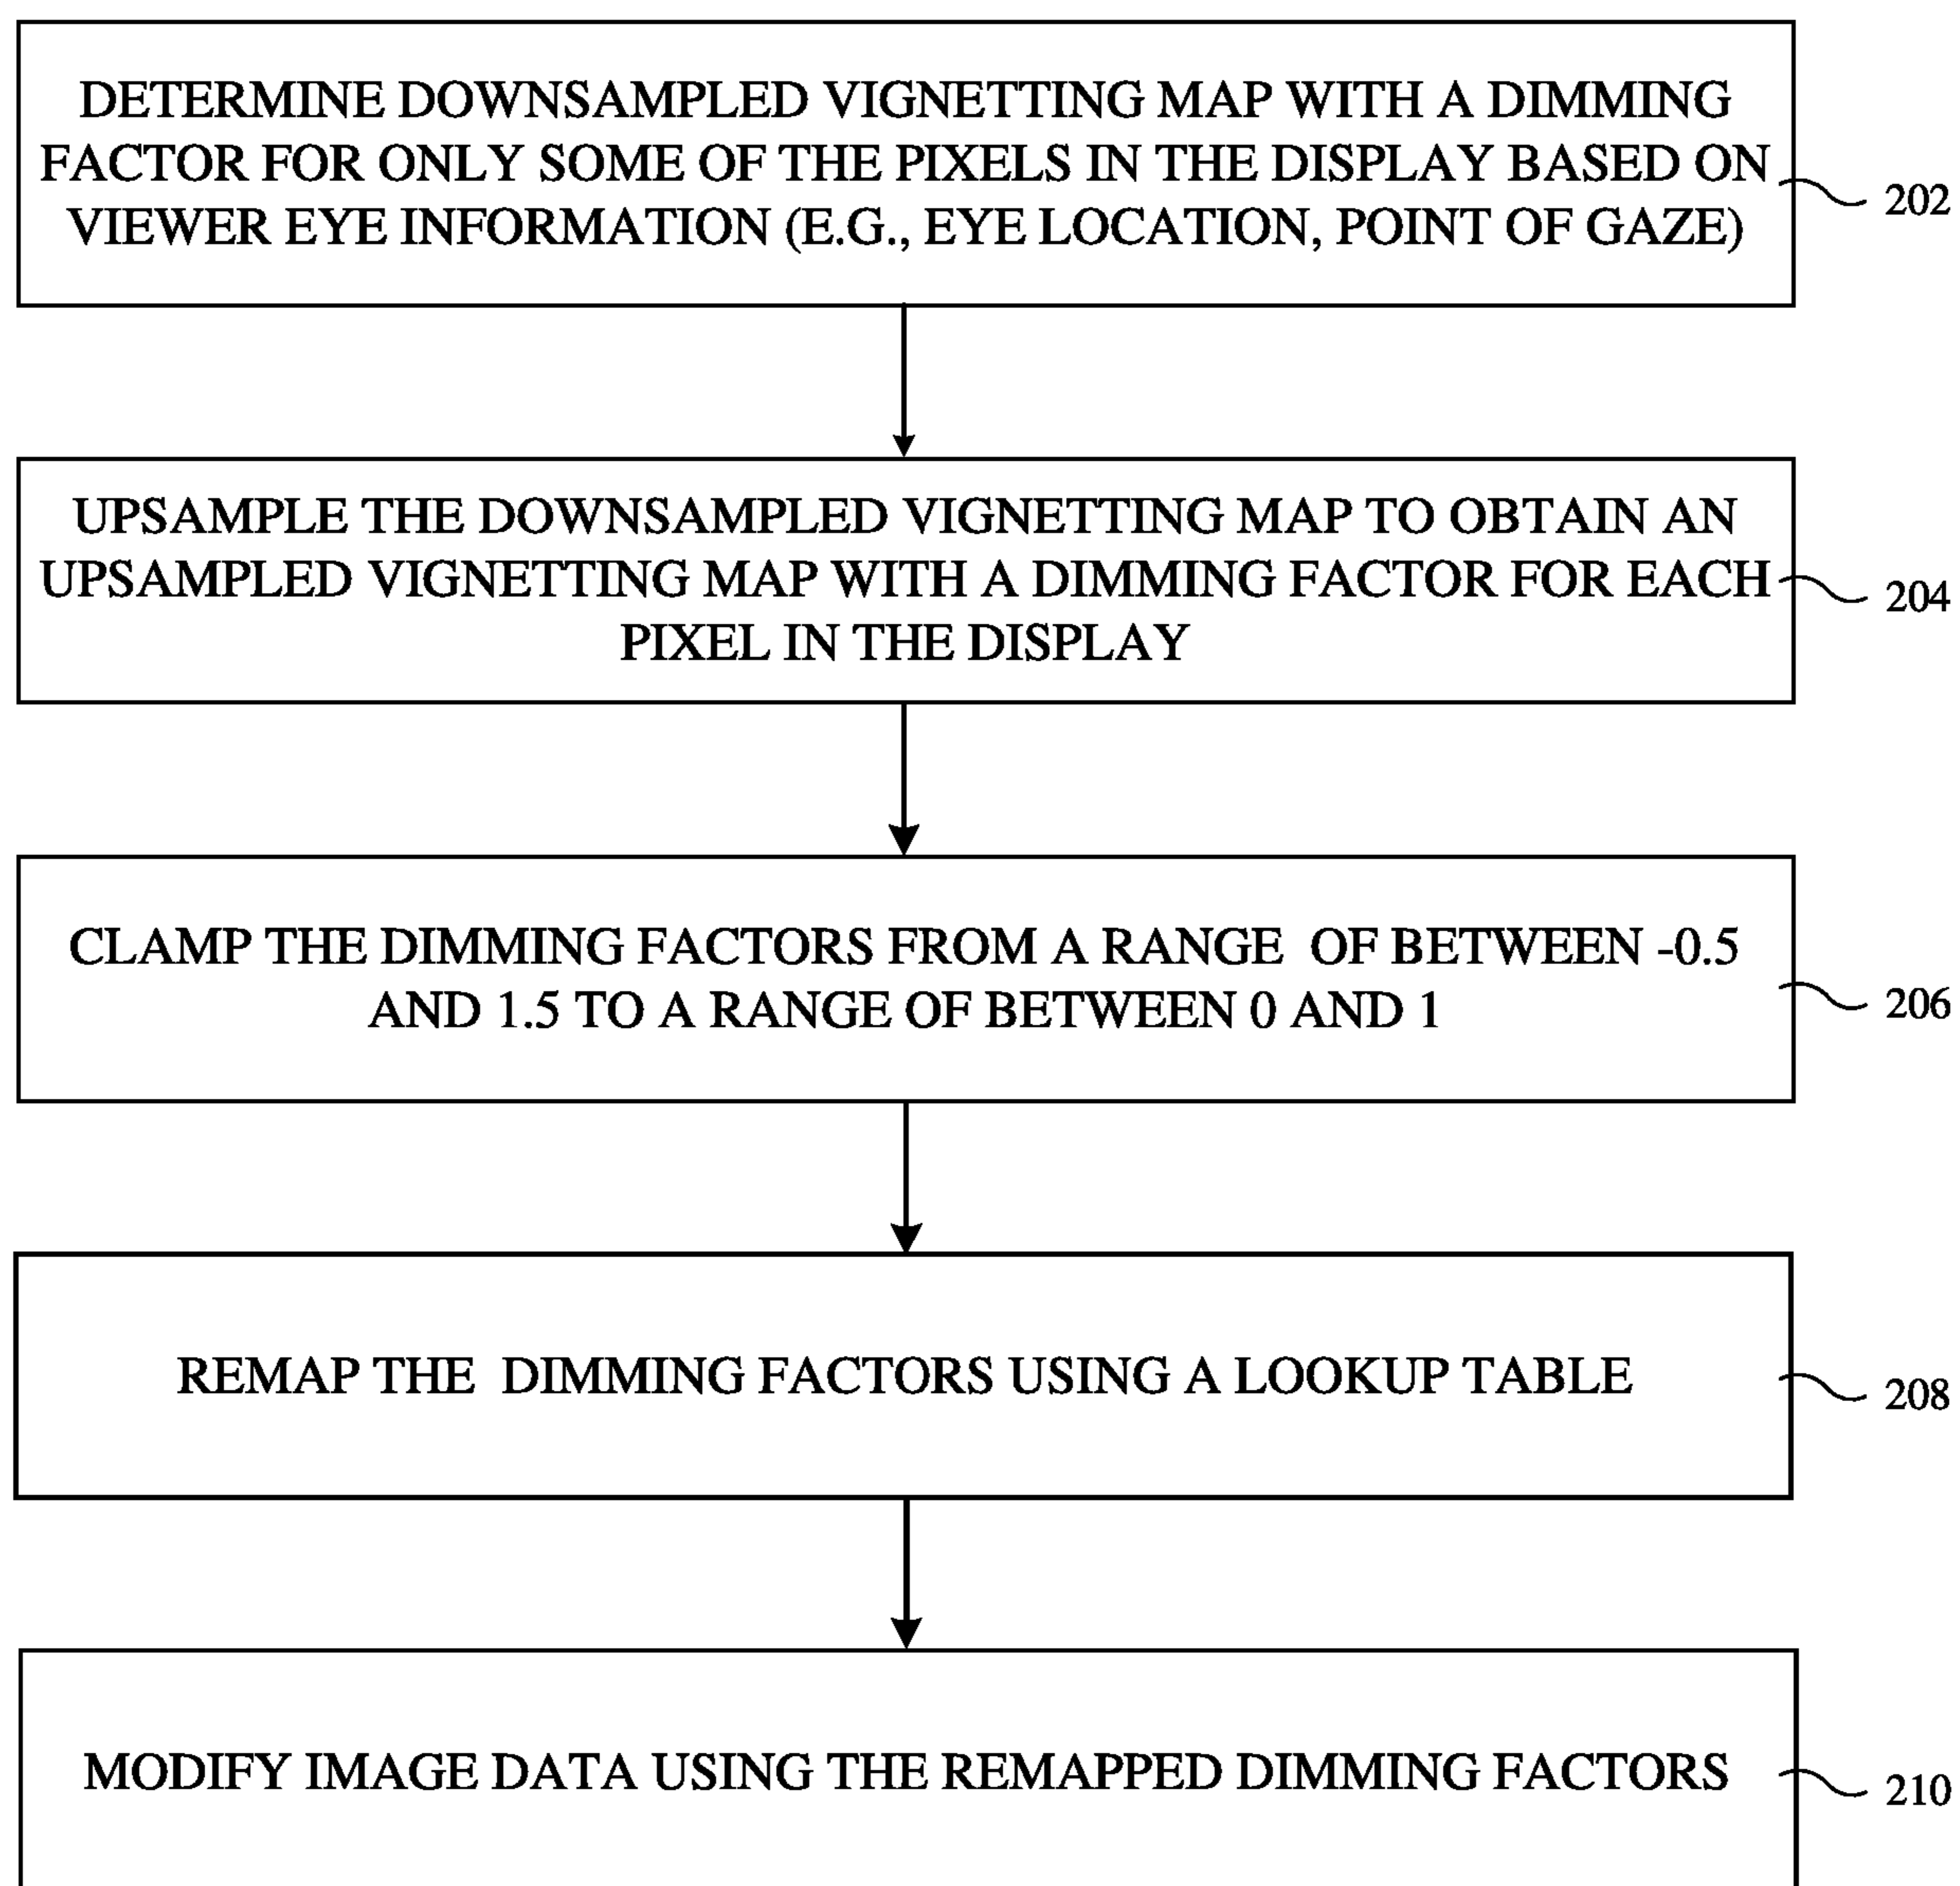 DETERMINE DOWNSAMPLED VIGNETTING MAP WITH A DIMMING
FACTOR FOR ONLY SOME OF THE PIXELS IN THE DISPLAY BASED ON
VIEWER EYE INFORMATION (E.G., EYE LOCATION, POINT OF GAZE)
202
UPSAMPLE THE DOWNSAMPLED VIGNETTING MAP TO OBTAIN AN
UPSAMPLED VIGNETTING MAP WITH A DIMMING FACTOR FOR EACH
PIXEL IN THE DISPLAY
204
CLAMP THE DIMMING FACTORS FROM A RANGE OF BETWEEN -0.5
AND 1.5 TO A RANGE OF BETWEEN 0 AND 1
206
REMAP THE DIMMING FACTORS USING A LOOKUP TABLE
208
MODIFY IMAGE DATA USING THE REMAPPED DIMMING FACTORS
210